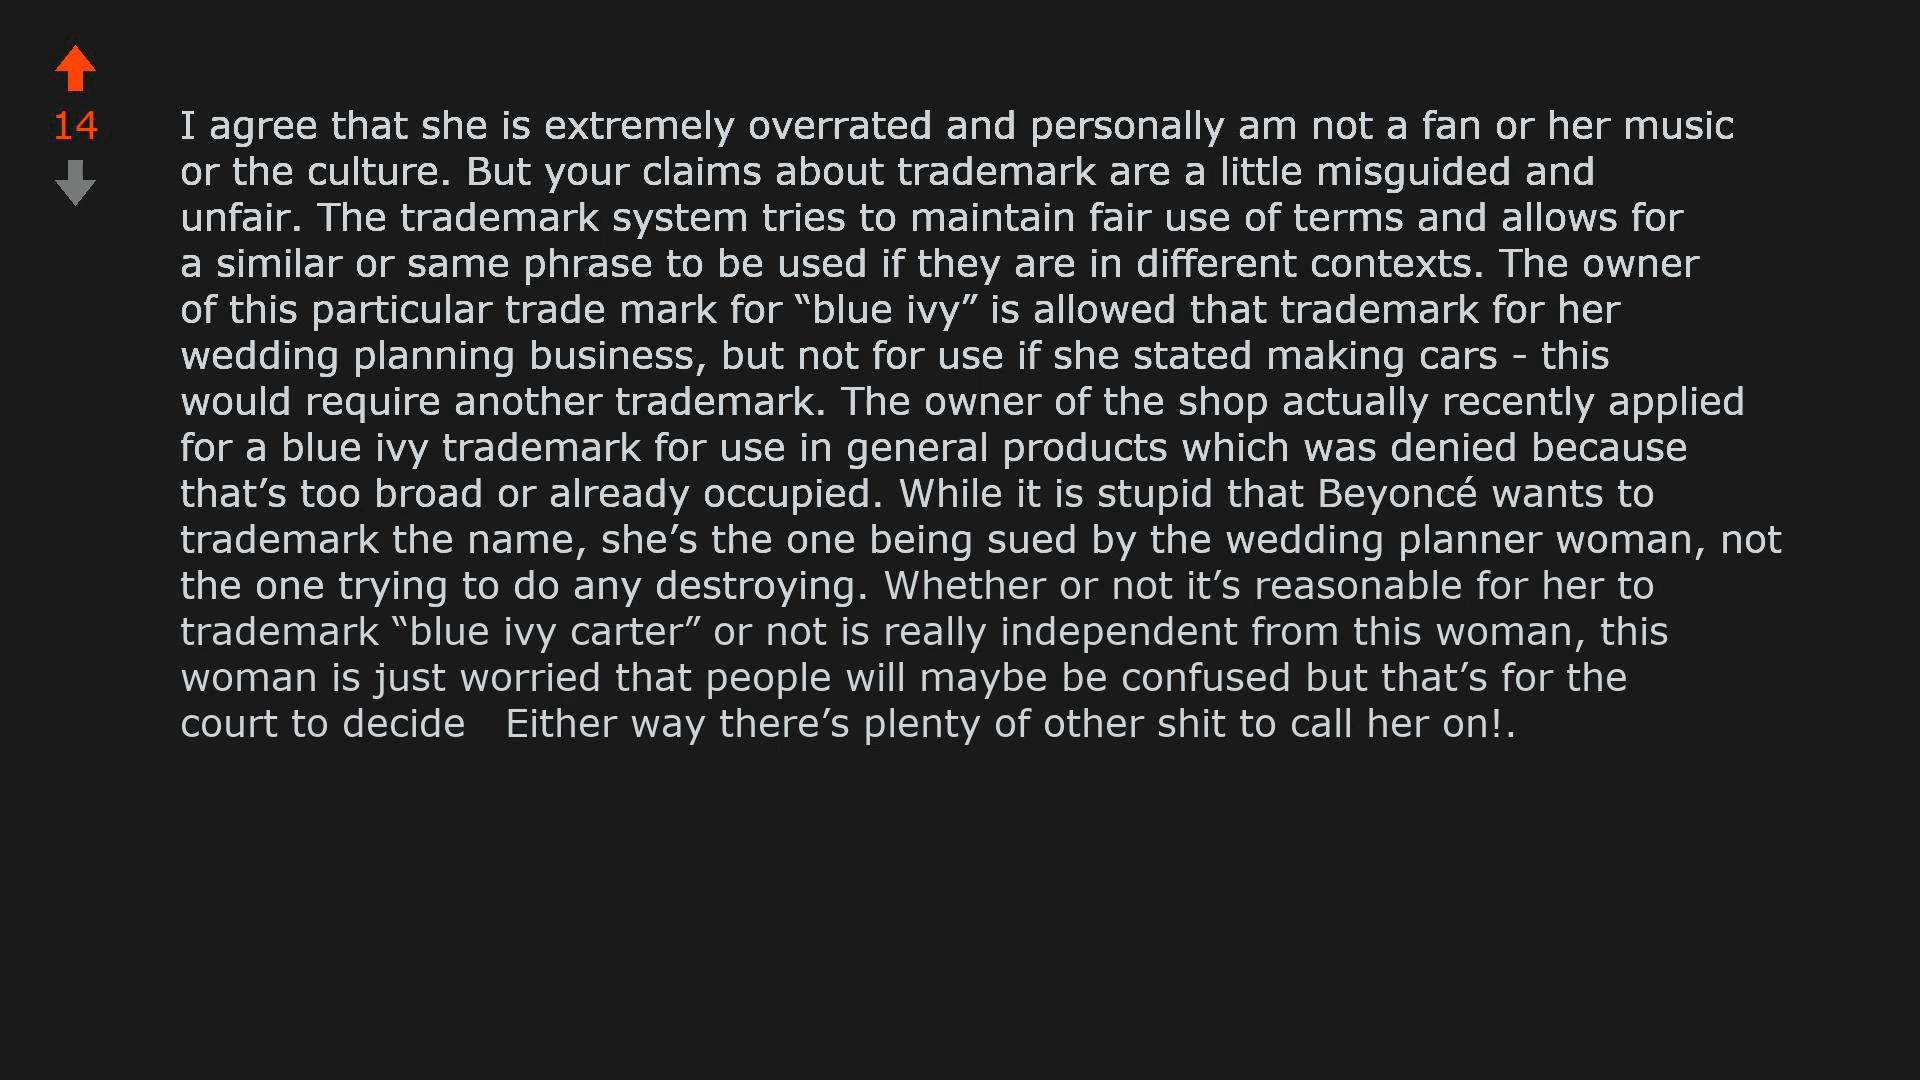 14
I agree that she is extremely overrated and personally am not a fan or her music
or the culture. But your claims about trademark are a little misguided and
unfair. The trademark system tries to maintain fair use of terms and allows for
a similar or same phrase to be used if they are in different contexts. The owner
of this particular trade mark for “blue ivy” is allowed that trademark for her
wedding planning business, but not for use if she stated making cars - this
would require another trademark. The owner of the shop actually recently applied
for a blue ivy trademark for use in general products which was denied because
that’s too broad or already occupied. While it is stupid that Beyoncé wants to
trademark the name, she’s the one being sued by the wedding planner woman, not
the one trying to do any destroying. Whether or not it’s reasonable for her to
trademark “blue ivy carter” or not is really independent from this woman, this
woman is just worried that people will maybe be confused but that’s for the
court to decide   Either way there’s plenty of other shit to call her on!.